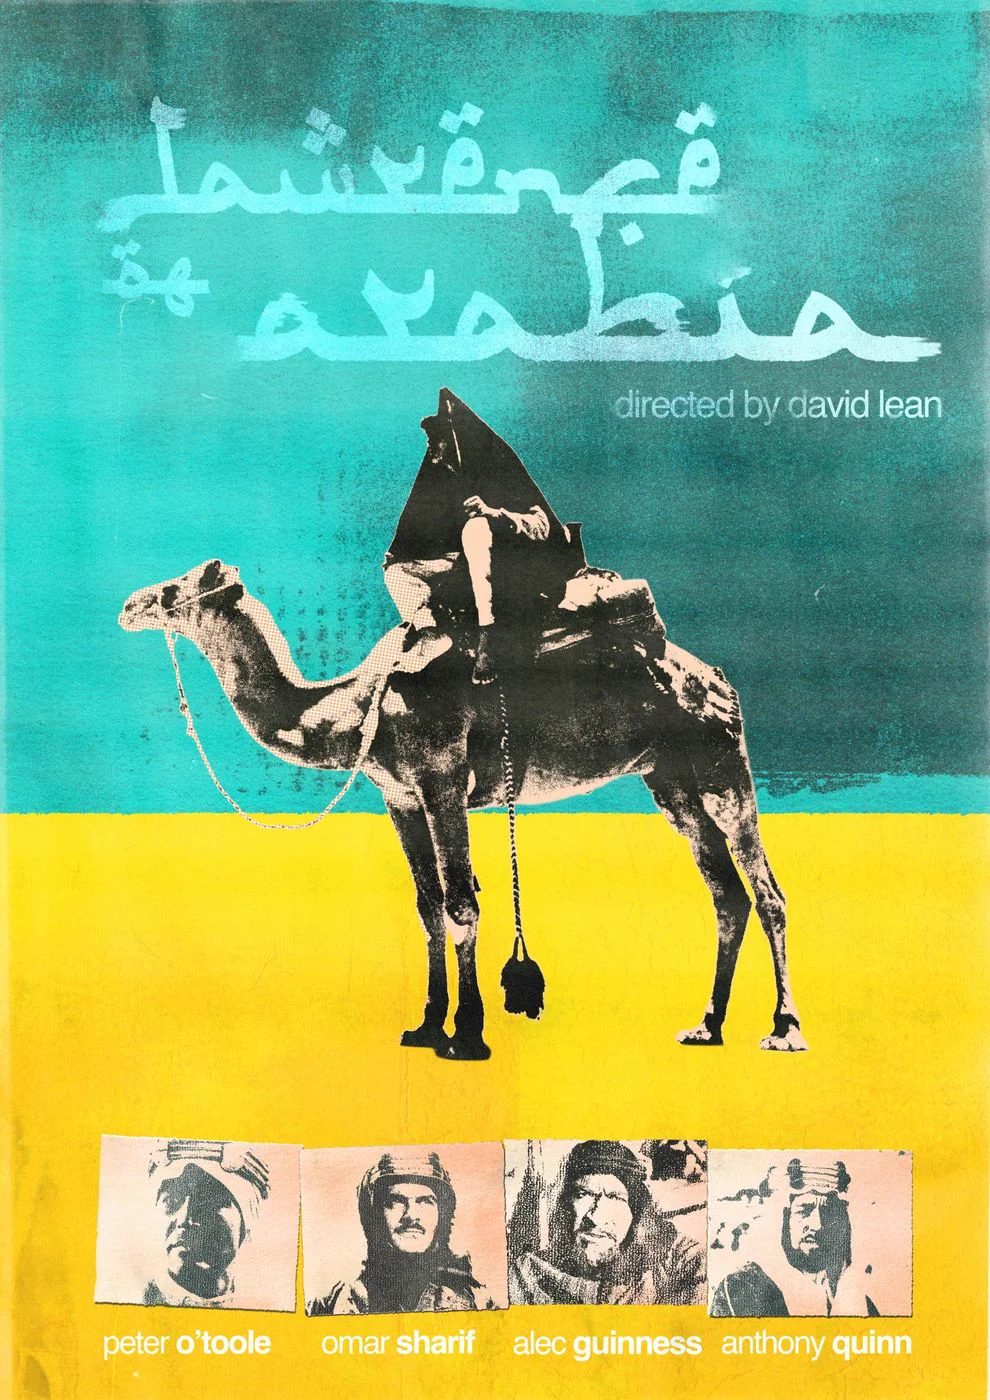 lawrence
of arabia
directed by david lean
peter o'toole omar sharif alec guinness anthony quinn